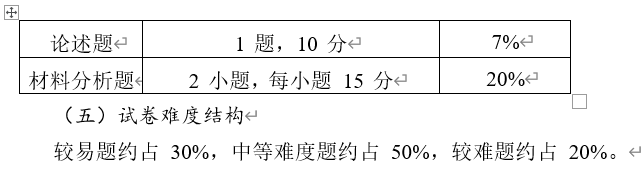 论述题 1 题，10 分 7%
材料分析题 2 小题，每小题 15 分 20%
（五）试卷难度结构
较易题约占 30%，中等难度题约占 50%，较难题约占 20%。